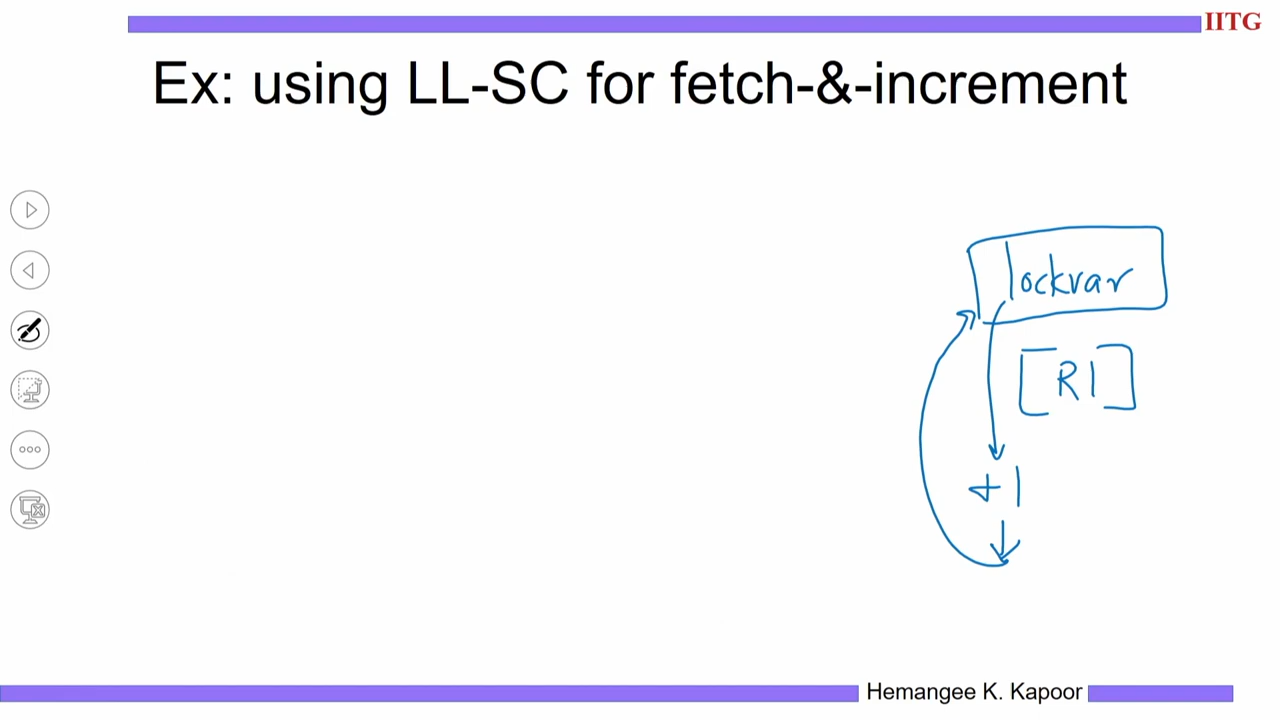 IITG
Ex: using LL-SC for fetch-&-increment
lockvar
[R1]
+1
Hemangee K. Kapoor